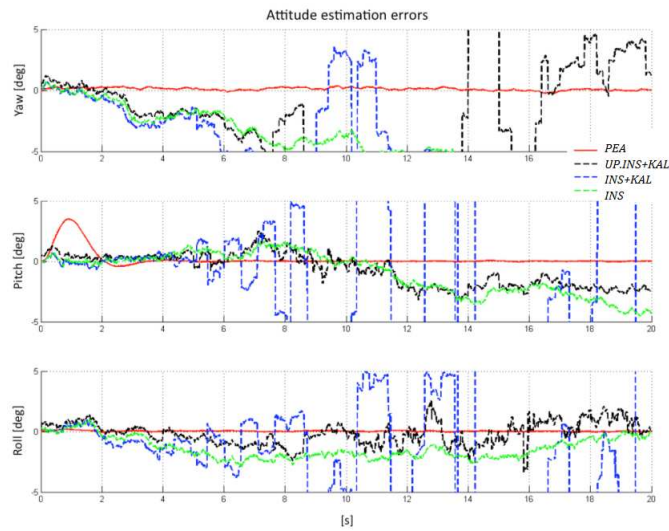 Attitude estimation errors
5
0
-5
Yaw [deg]
0 2 4 6 8 10 12 14 16 18 20
PEA
UP.INS+KAL
INS+KAL
INS
5
0
-5
Pitch [deg]
0 2 4 6 8 10 12 14 16 18 20
5
0
-5
Roll [deg]
0 2 4 6 8 10 12 14 16 18 20
[s]